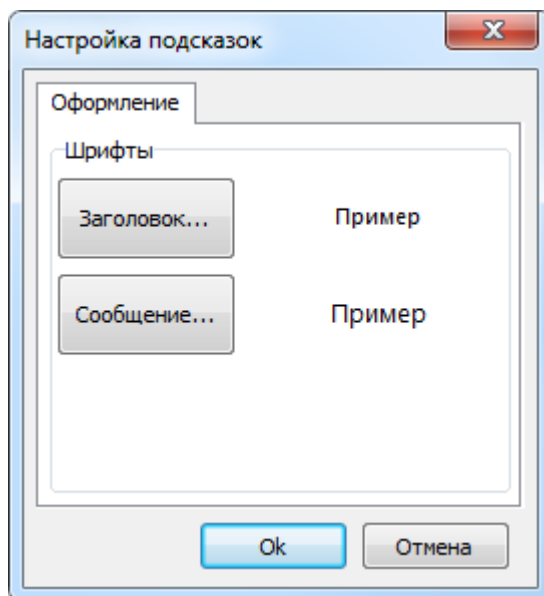 Настройка подсказок
Оформление
Шрифты
Заголовок...
Пример
Сообщение...
Пример
Ok
Отмена